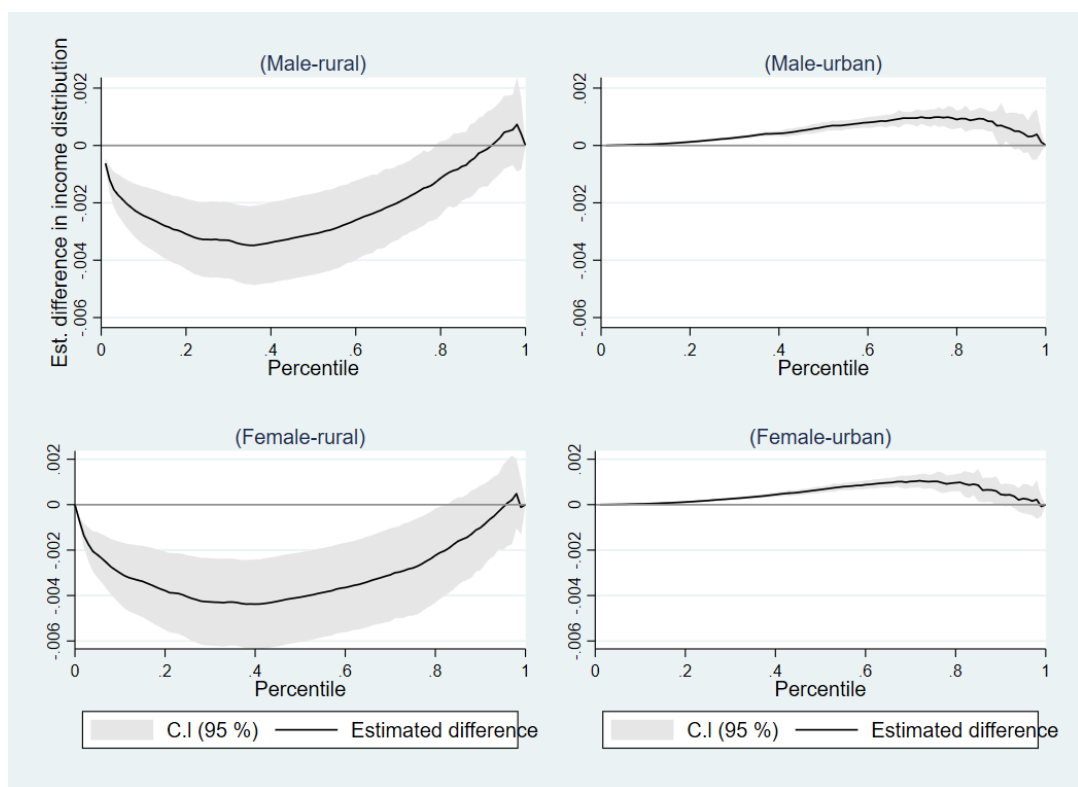 (Male-rural)
(Male-urban)
Est. difference in income distribution
.002
0
-.002
-.004
-.006
0 .2 .4 .6 .8 1
Percentile
.002
0
-.002
-.004
-.006
0 .2 .4 .6 .8 1
Percentile
(Female-rural)
(Female-urban)
.002
0
-.002
-.004
-.006
0 .2 .4 .6 .8 1
Percentile
.002
0
-.002
-.004
-.006
0 .2 .4 .6 .8 1
Percentile
C.I (95 %) Estimated difference
C.I (95 %) Estimated difference